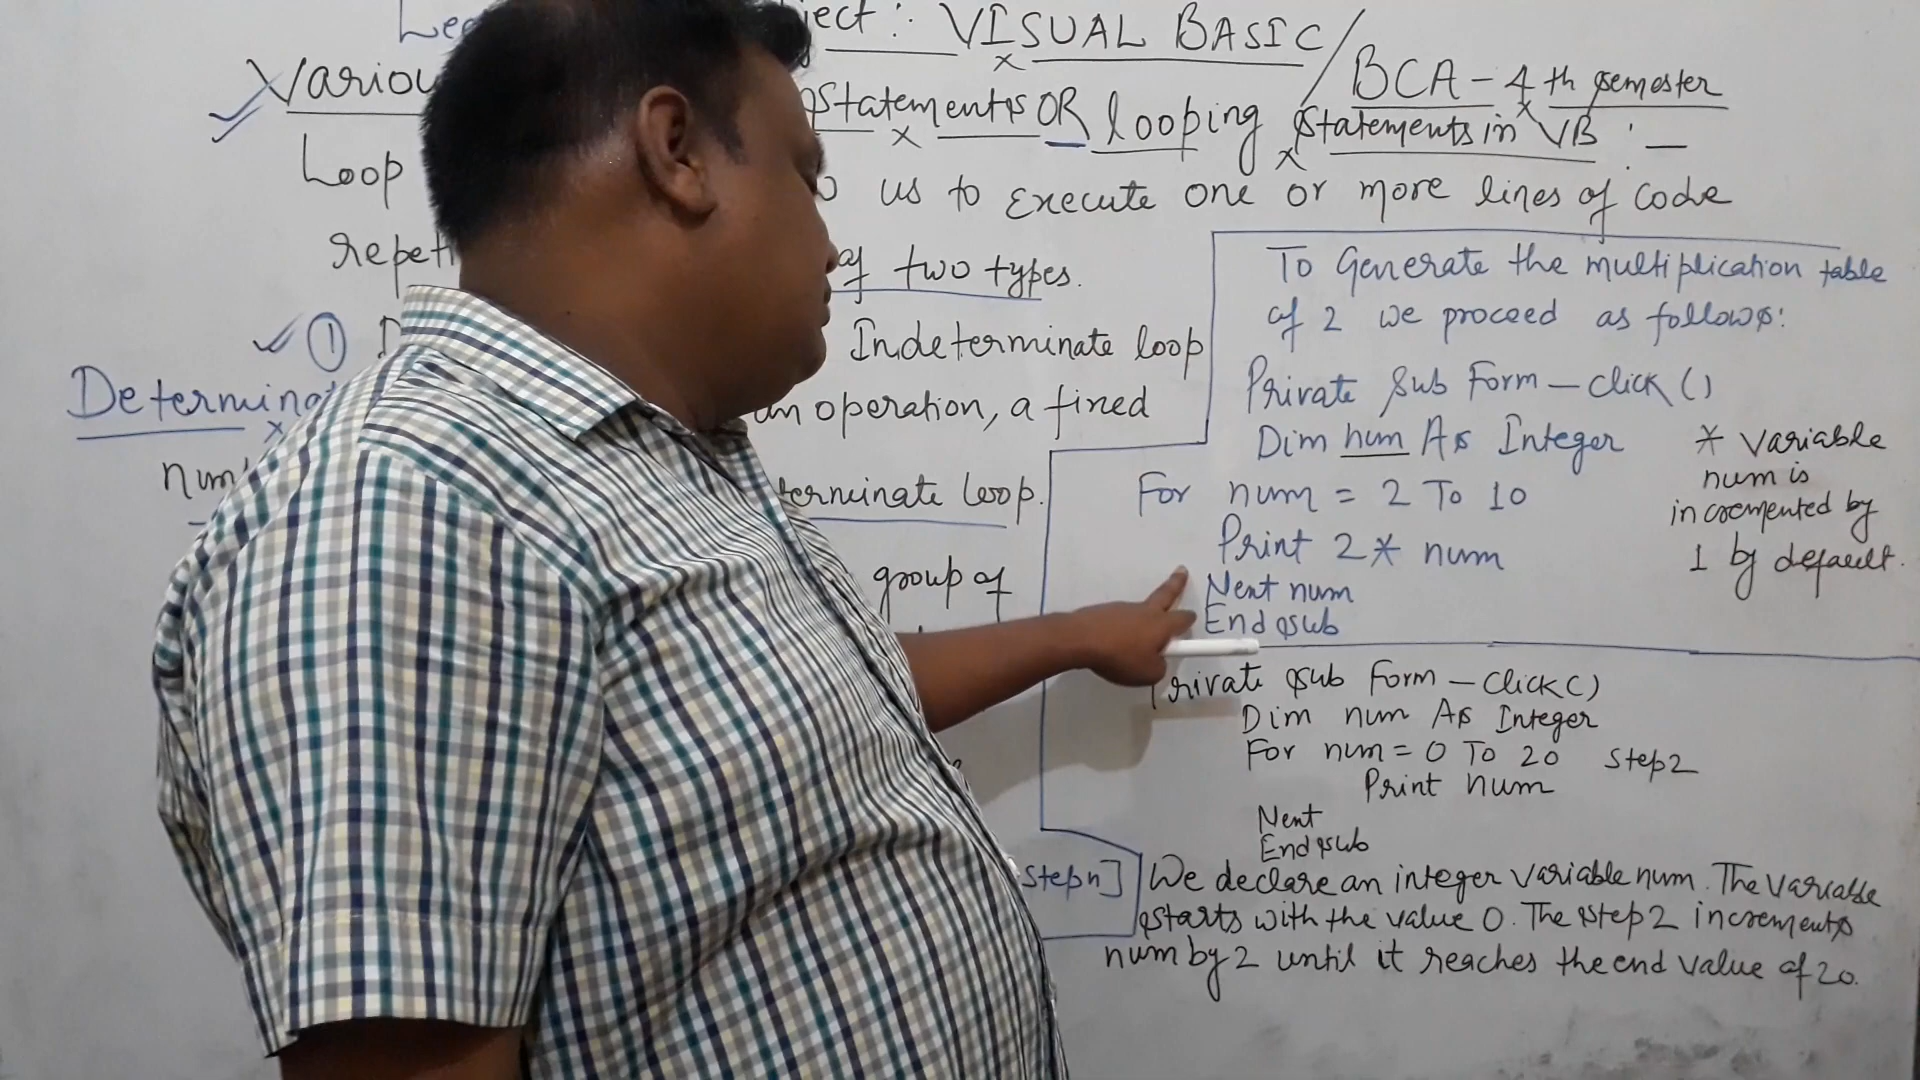 Lec ject : VISUAL BASIC / BCA - 4th semester
Variou Statements OR looping Statements in VB : -
Loop us to execute one or more lines of code
repeti of two types.
① D Indeterminate loop
Determina an operation, a fixed
num terminate loop.
group of
Step n]
To Generate the multiplication table
of 2 we proceed as follows:
Private Sub Form - Click ( )
Dim num As Integer
For num = 2 To 10
Print 2 * num
Next num
End Sub
* variable
num is
incremented by
1 by default.
Private Sub Form - Click ( )
Dim num As Integer
For num = 0 To 20 Step 2
Print num
Next
End Sub
We declare an integer variable num. The variable
starts with the value 0. The Step 2 increments
num by 2 until it reaches the end value of 20.